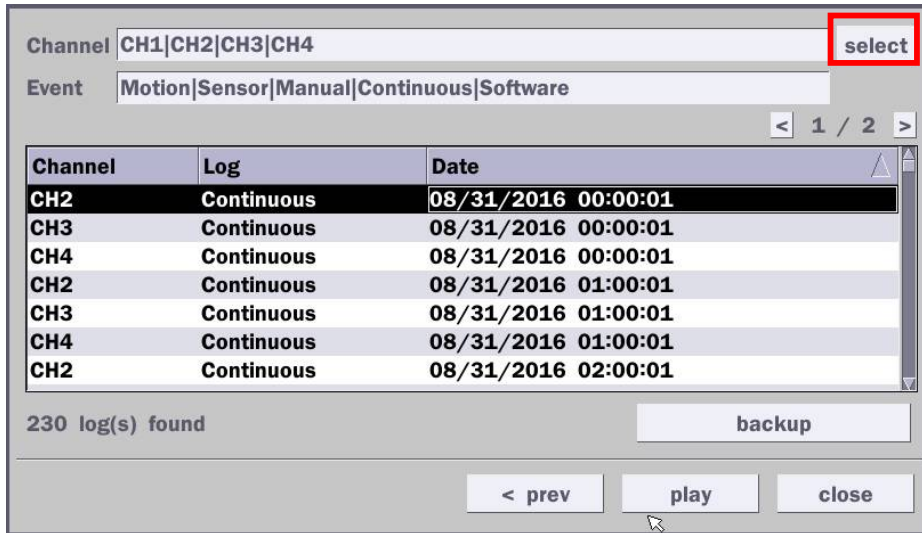 Channel CH1|CH2|CH3|CH4 select
Event Motion|Sensor|Manual|Continuous|Software
< 1 / 2 >
Channel Log Date
CH2 Continuous 08/31/2016 00:00:01
CH3 Continuous 08/31/2016 00:00:01
CH4 Continuous 08/31/2016 00:00:01
CH2 Continuous 08/31/2016 01:00:01
CH3 Continuous 08/31/2016 01:00:01
CH4 Continuous 08/31/2016 01:00:01
CH2 Continuous 08/31/2016 02:00:01
230 log(s) found backup
< prev play close